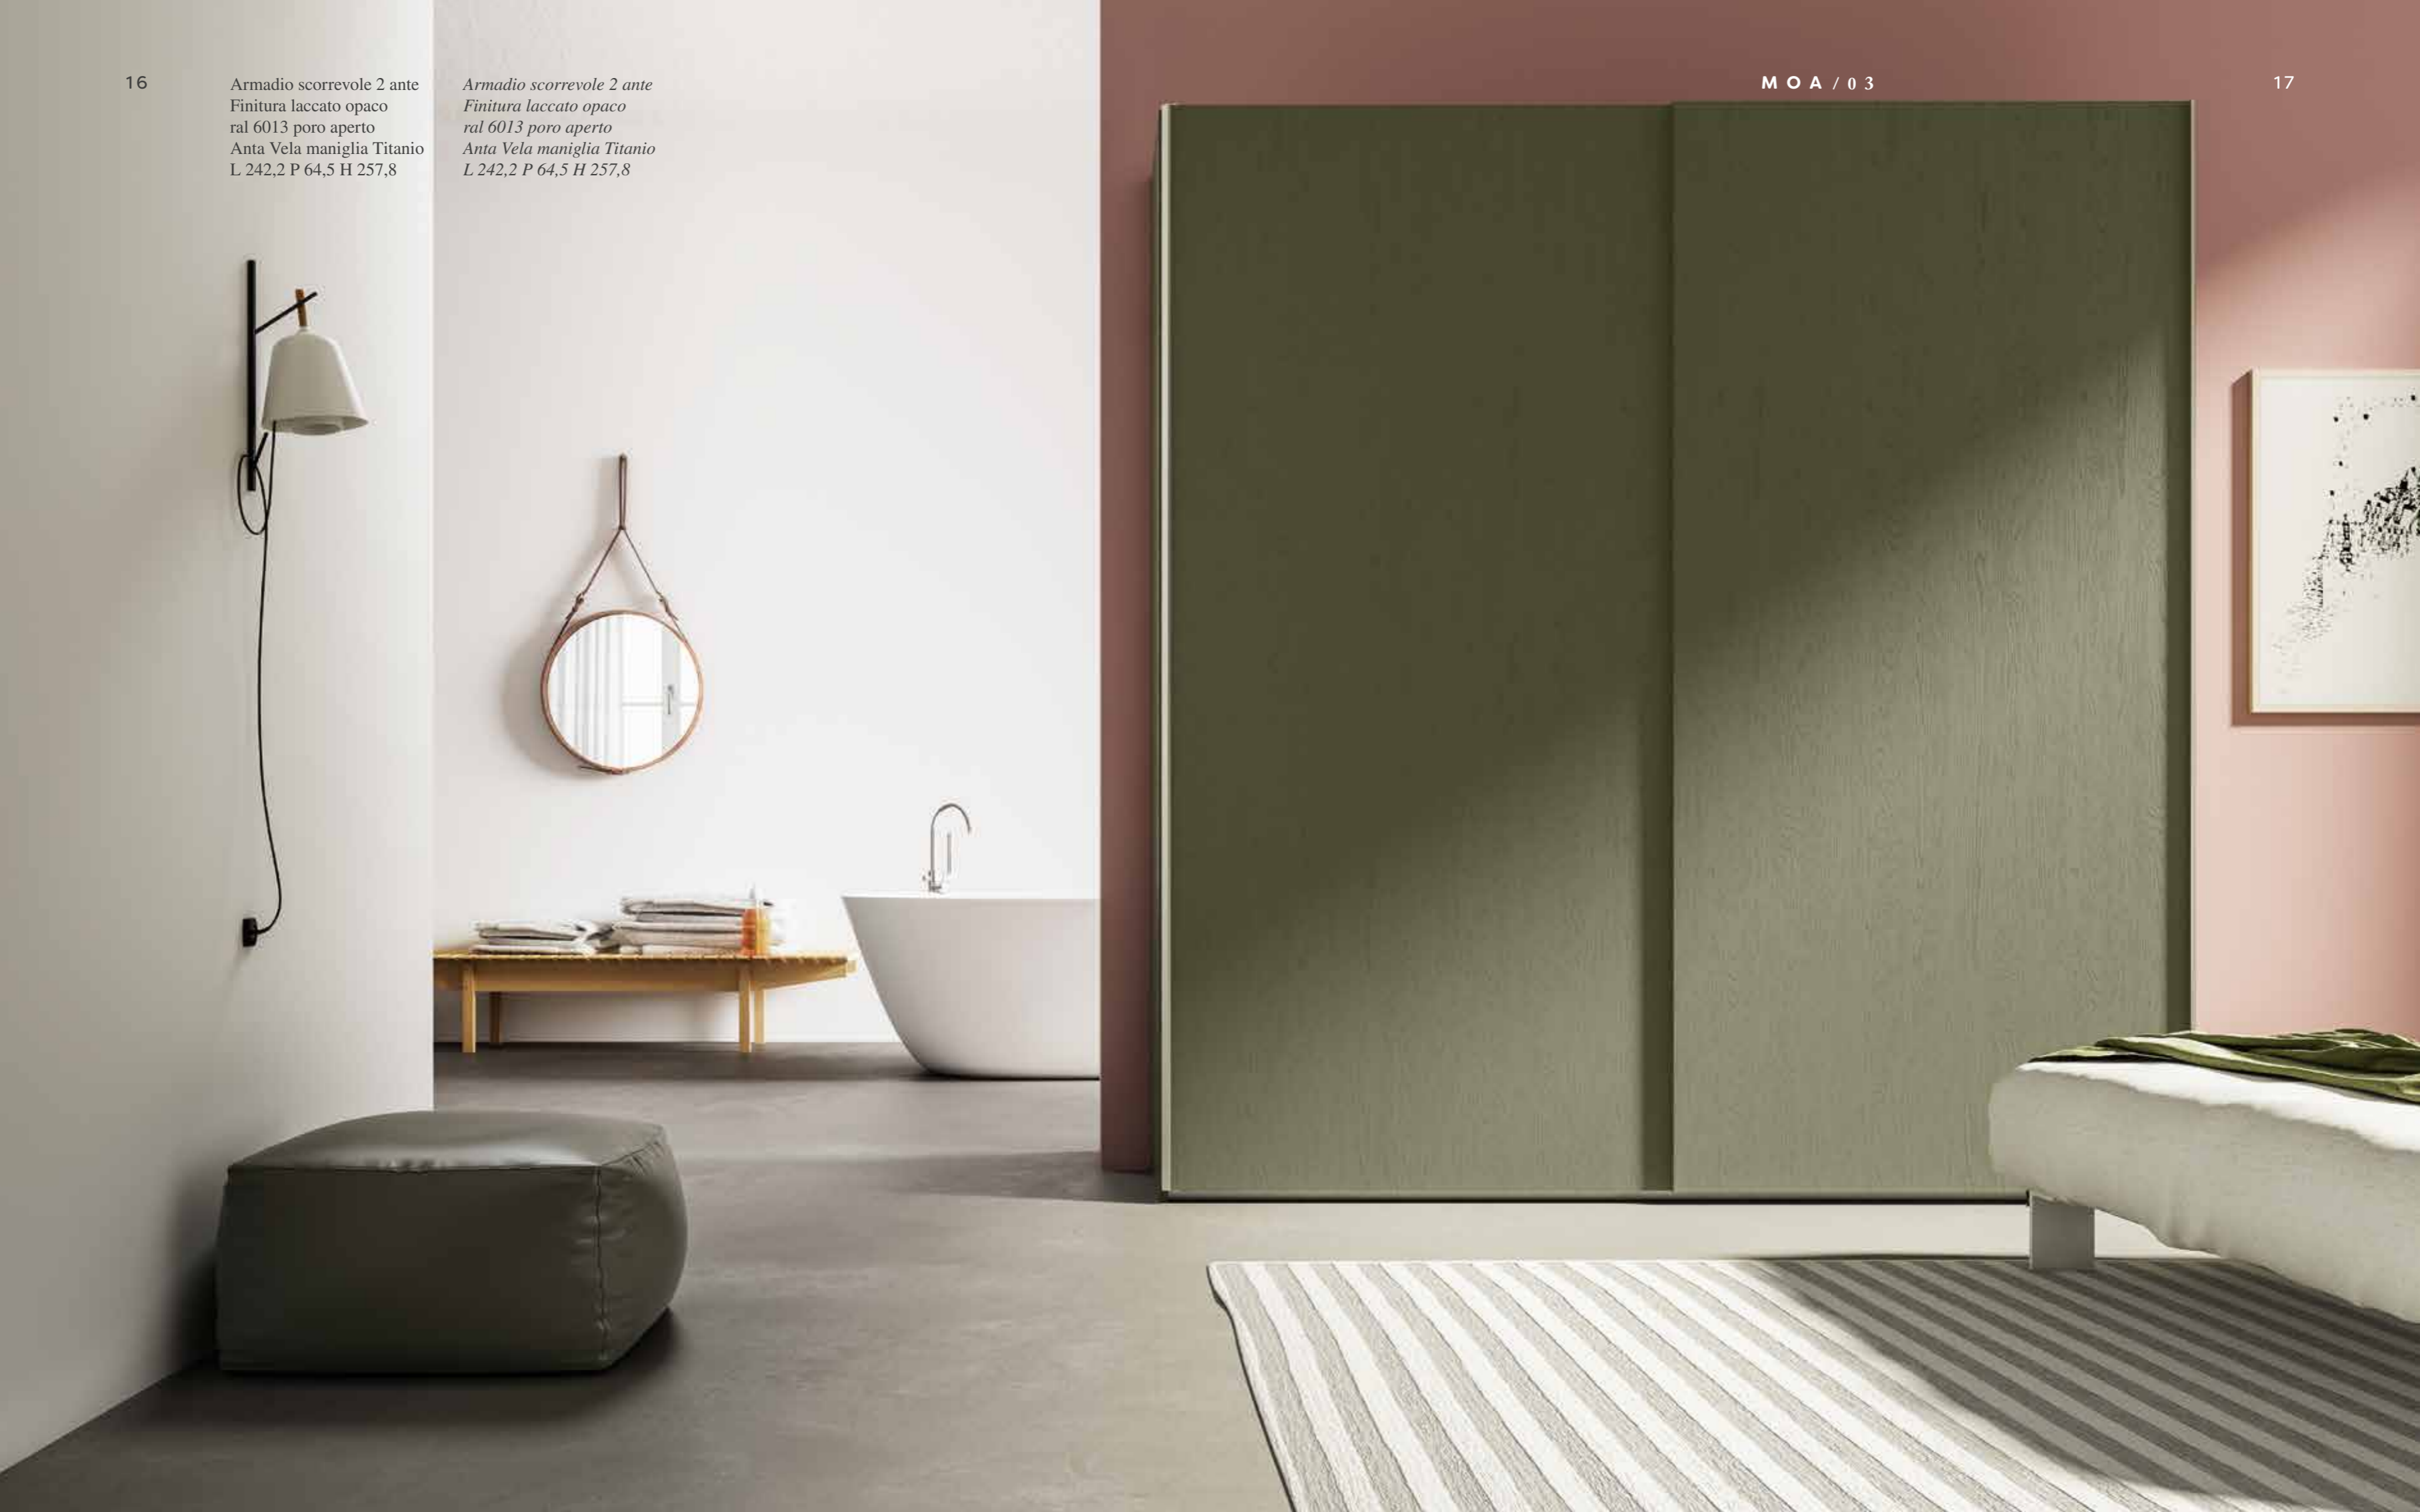 16
Armadio scorrevole 2 ante
Finitura laccato opaco
ral 6013 poro aperto
Anta Vela maniglia Titanio
L 242,2 P 64,5 H 257,8
Armadio scorrevole 2 ante
Finitura laccato opaco
ral 6013 poro aperto
Anta Vela maniglia Titanio
L 242,2 P 64,5 H 257,8
MOA/03
17